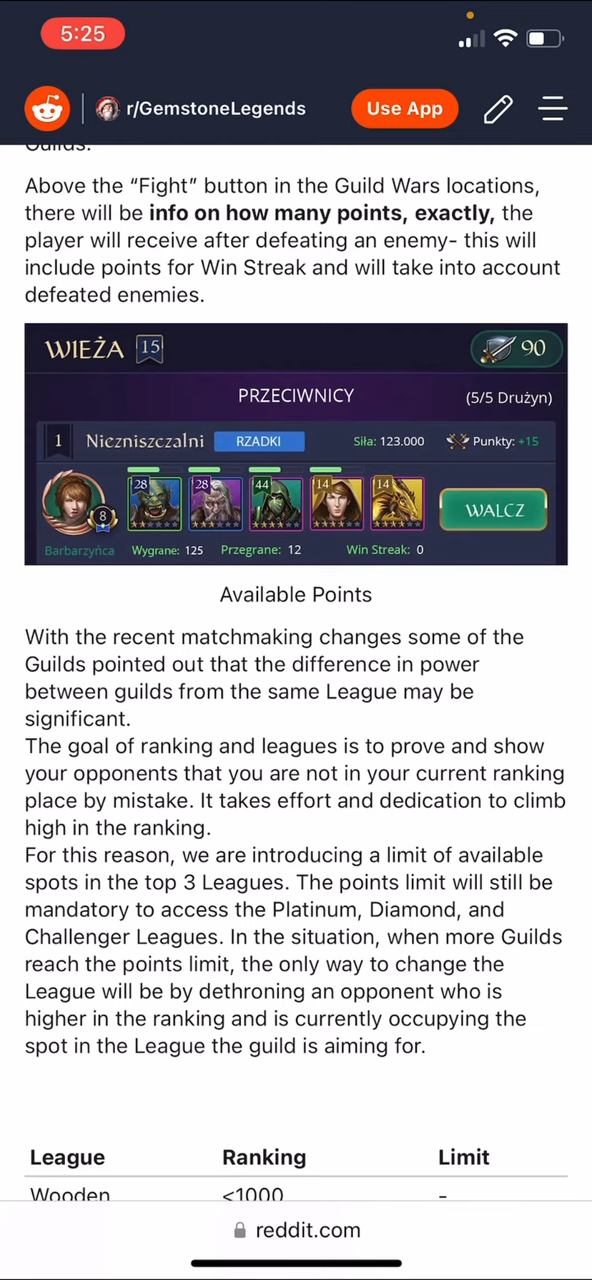 5:25
r/GemstoneLegends
Use App
Guilds.
Above the “Fight” button in the Guild Wars locations,
there will be info on how many points, exactly, the
player will receive after defeating an enemy- this will
include points for Win Streak and will take into account
defeated enemies.
WIEŻA 15
90
PRZECIWNICY
(5/5 Drużyn)
1 Niezniszczalni RZADKI Siła: 123.000 Punkty: +15
28 28 44 14 14
8
WALCZ
Barbarzyńca Wygrane: 125 Przegrane: 12 Win Streak: 0
Available Points
With the recent matchmaking changes some of the
Guilds pointed out that the difference in power
between guilds from the same League may be
significant.
The goal of ranking and leagues is to prove and show
your opponents that you are not in your current ranking
place by mistake. It takes effort and dedication to climb
high in the ranking.
For this reason, we are introducing a limit of available
spots in the top 3 Leagues. The points limit will still be
mandatory to access the Platinum, Diamond, and
Challenger Leagues. In the situation, when more Guilds
reach the points limit, the only way to change the
League will be by dethroning an opponent who is
higher in the ranking and is currently occupying the
spot in the League the guild is aiming for.
League Ranking Limit
Wooden <1000 -
reddit.com